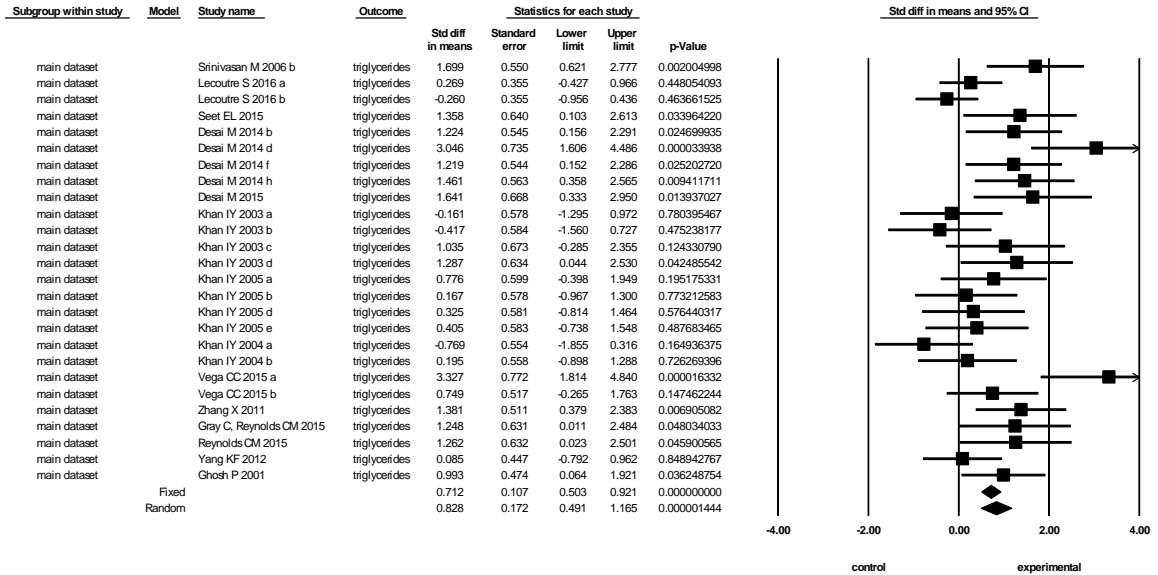 Subgroup within study Model Study name Outcome Statistics for each study Std diff in means and 95% CI
Std diff in means Standard error Lower limit Upper limit p-Value
main dataset Srinivasan M 2006 b triglycerides 1.699 0.550 0.621 2.777 0.002004998
main dataset Lecoutre S 2016 a triglycerides 0.269 0.355 -0.427 0.966 0.448054093
main dataset Lecoutre S 2016 b triglycerides -0.260 0.355 -0.956 0.436 0.463661525
main dataset Seet EL 2015 triglycerides 1.358 0.640 0.103 2.613 0.033964220
main dataset Desai M 2014 b triglycerides 1.224 0.545 0.156 2.291 0.024699935
main dataset Desai M 2014 d triglycerides 3.046 0.735 1.606 4.486 0.000033938
main dataset Desai M 2014 f triglycerides 1.219 0.544 0.152 2.286 0.025202720
main dataset Desai M 2014 h triglycerides 1.461 0.563 0.358 2.565 0.009411711
main dataset Desai M 2015 triglycerides 1.641 0.668 0.333 2.950 0.013937027
main dataset Khan IY 2003 a triglycerides -0.161 0.578 -1.295 0.972 0.780395467
main dataset Khan IY 2003 b triglycerides -0.417 0.584 -1.560 0.727 0.475238177
main dataset Khan IY 2003 c triglycerides 1.035 0.673 -0.285 2.355 0.124330790
main dataset Khan IY 2003 d triglycerides 1.287 0.634 0.044 2.530 0.042485542
main dataset Khan IY 2005 a triglycerides 0.776 0.599 -0.398 1.949 0.195175331
main dataset Khan IY 2005 b triglycerides 0.167 0.578 -0.967 1.300 0.773212583
main dataset Khan IY 2005 d triglycerides 0.325 0.581 -0.814 1.464 0.576440317
main dataset Khan IY 2005 e triglycerides 0.405 0.583 -0.738 1.548 0.487683465
main dataset Khan IY 2004 a triglycerides -0.769 0.554 -1.855 0.316 0.164936375
main dataset Khan IY 2004 b triglycerides 0.195 0.558 -0.898 1.288 0.726269396
main dataset Vega CC 2015 a triglycerides 3.327 0.772 1.814 4.840 0.000016332
main dataset Vega CC 2015 b triglycerides 0.749 0.517 -0.265 1.763 0.147462244
main dataset Zhang X 2011 triglycerides 1.381 0.511 0.379 2.383 0.006905082
main dataset Gray C, Reynolds CM 2015 triglycerides 1.248 0.631 0.011 2.484 0.048034033
main dataset Reynolds CM 2015 triglycerides 1.262 0.632 0.023 2.501 0.045900565
main dataset Yang KF 2012 triglycerides 0.085 0.447 -0.792 0.962 0.848942767
main dataset Ghosh P 2001 triglycerides 0.993 0.474 0.064 1.921 0.036248754
Fixed 0.712 0.107 0.503 0.921 0.000000000
Random 0.828 0.172 0.491 1.165 0.000001444
-4.00 -2.00 0.00 2.00 4.00
control experimental